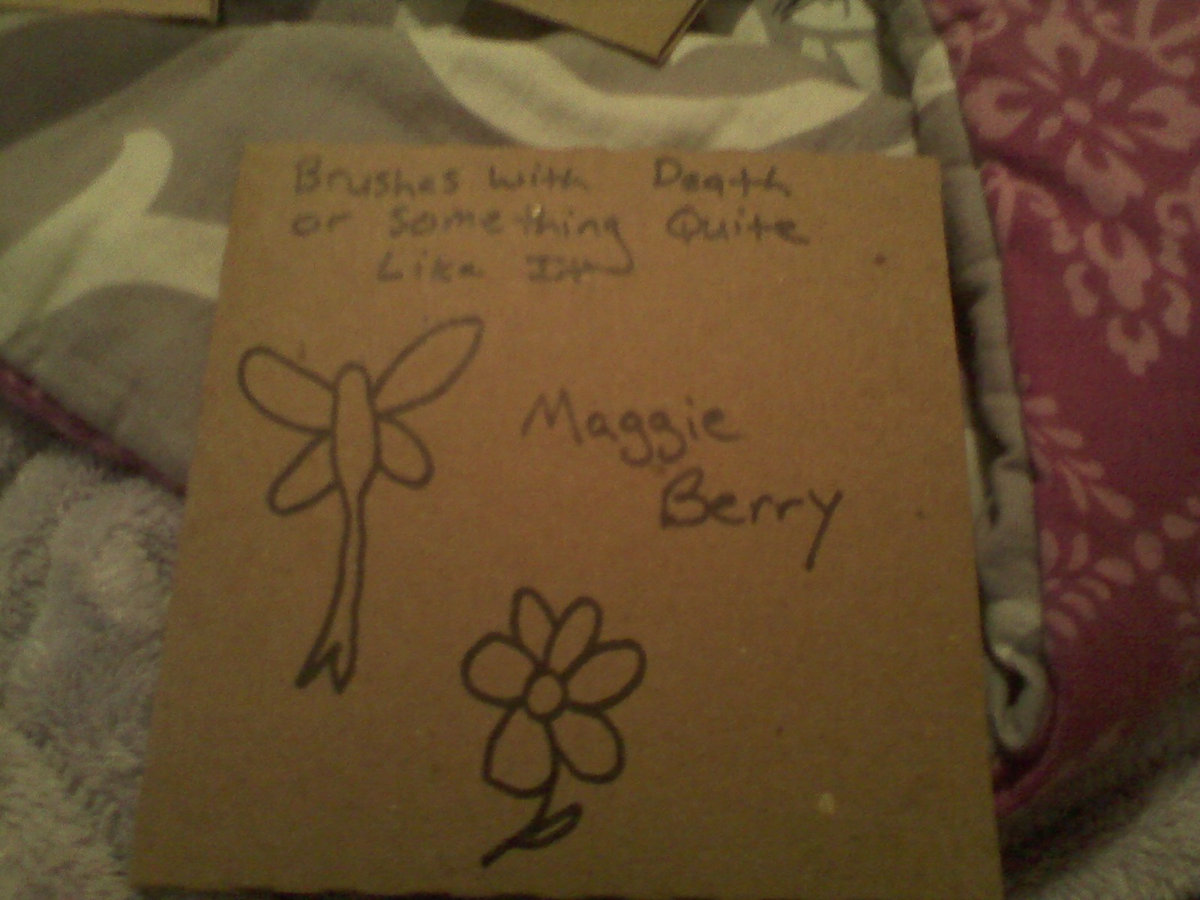 Brushes with Death
or Something Quite
Like It
Maggie
Berry